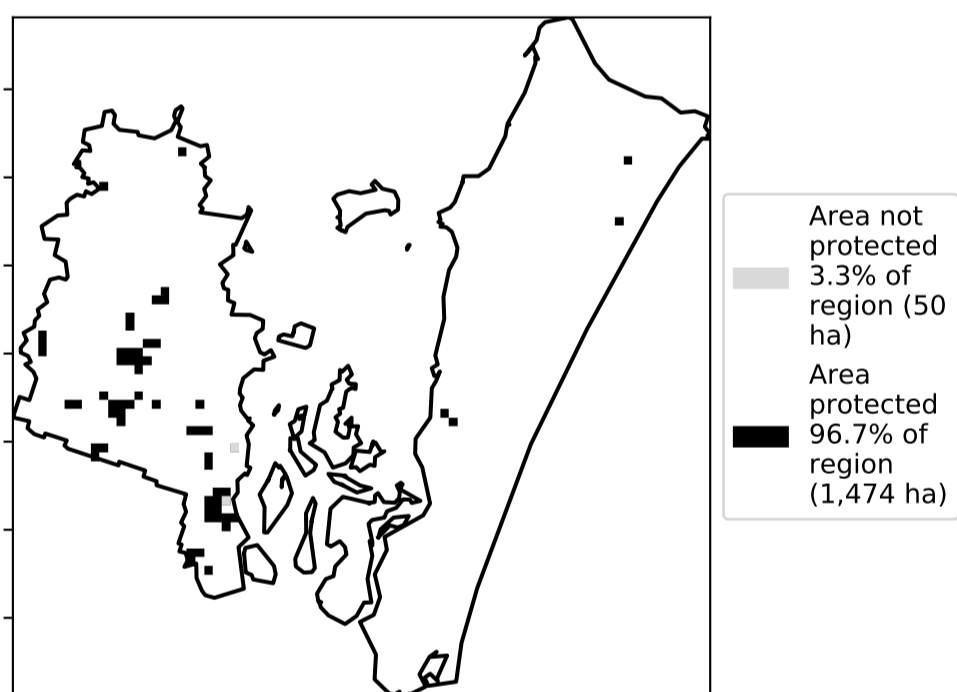 Area not
protected
3.3% of
region (50
ha)
Area
protected
96.7% of
region
(1,474 ha)